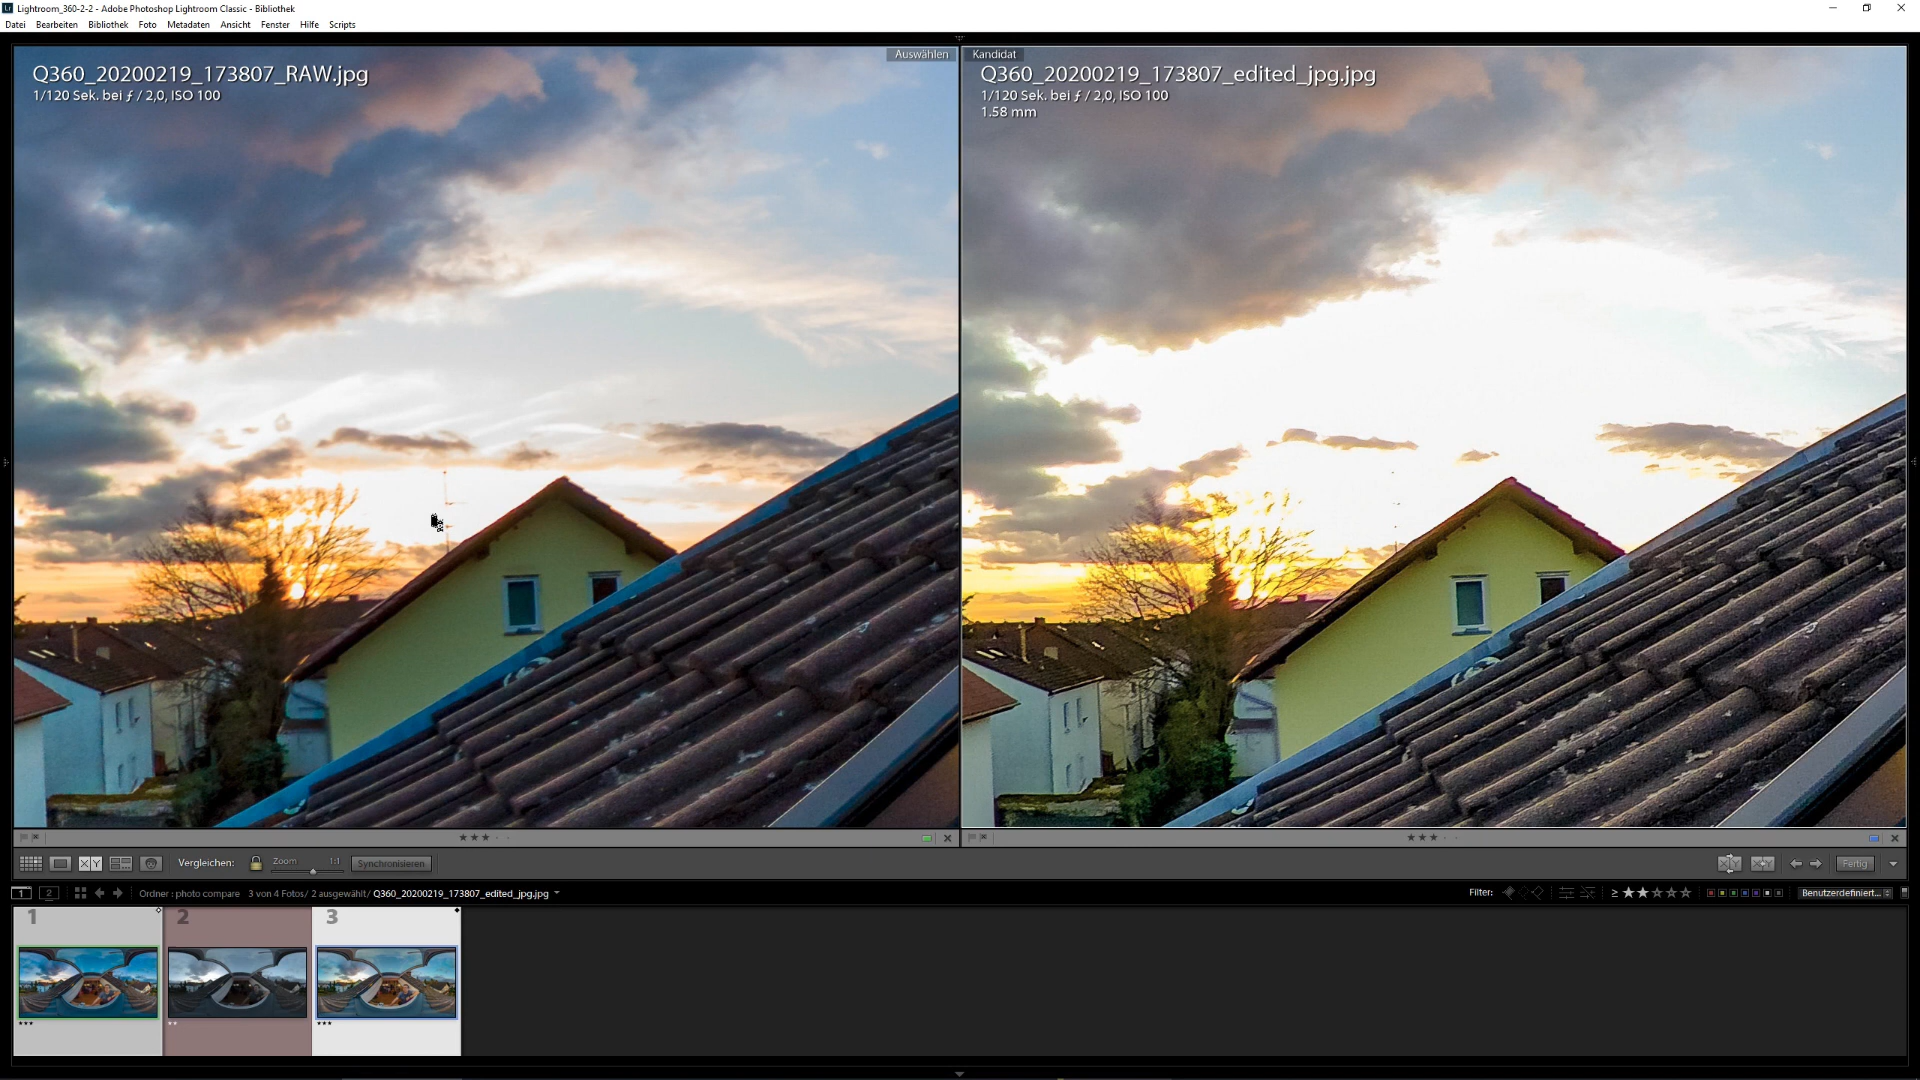 Lightroom_360-2-2 - Adobe Photoshop Lightroom Classic - Bibliothek
Datei Bearbeiten Bibliothek Foto Metadaten Ansicht Fenster Hilfe Scripts
Auswählen
Q360_20200219_173807_RAW.jpg
1/120 Sek. bei ƒ / 2,0, ISO 100
Kandidat
Q360_20200219_173807_edited_jpg.jpg
1/120 Sek. bei ƒ / 2,0, ISO 100
1.58 mm
XY Vergleichen: Zoom 1:1 Synchronisieren
Fertig
1 2 Ordner : photo compare 3 von 4 Fotos/ 2 ausgewählt/ Q360_20200219_173807_edited_jpg.jpg
Filter: ≥ Benutzerdefiniert...
1 2 3